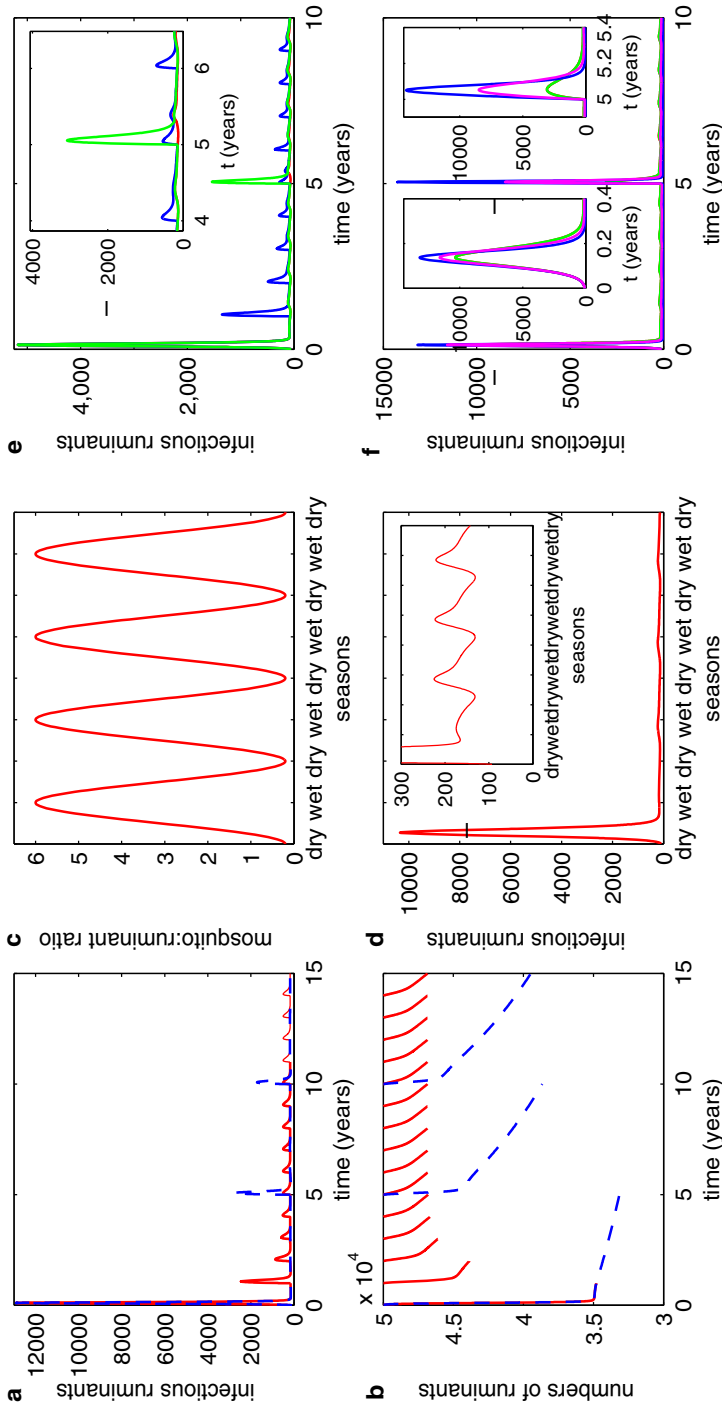 a
infectious ruminants
12000
10000
8000
6000
4000
2000
0
0
5
10
15
time (years)
b
numbers of ruminants
x 10
4
5
4.5
4
3.5
3
0
5
10
15
time (years)
c
mosquito:ruminant ratio
6
5
4
3
2
1
0
dry wet dry wet dry wet dry wet dry
seasons
d
infectious ruminants
10000
8000
6000
4000
2000
0
dry wet dry wet dry wet dry wet dry
seasons
300
200
100
0
drywetdrywetdrywetdrywetdry
seasons
e
infectious ruminants
4,000
2,000
0
0
5
10
time (years)
4000
2000
0
4
5
6
t (years)
f
infectious ruminants
15000
10000
5000
0
0
5
10
time (years)
10000
5000
0
0
0.2
0.4
t (years)
10000
5000
0
5
5.2
5.4
t (years)